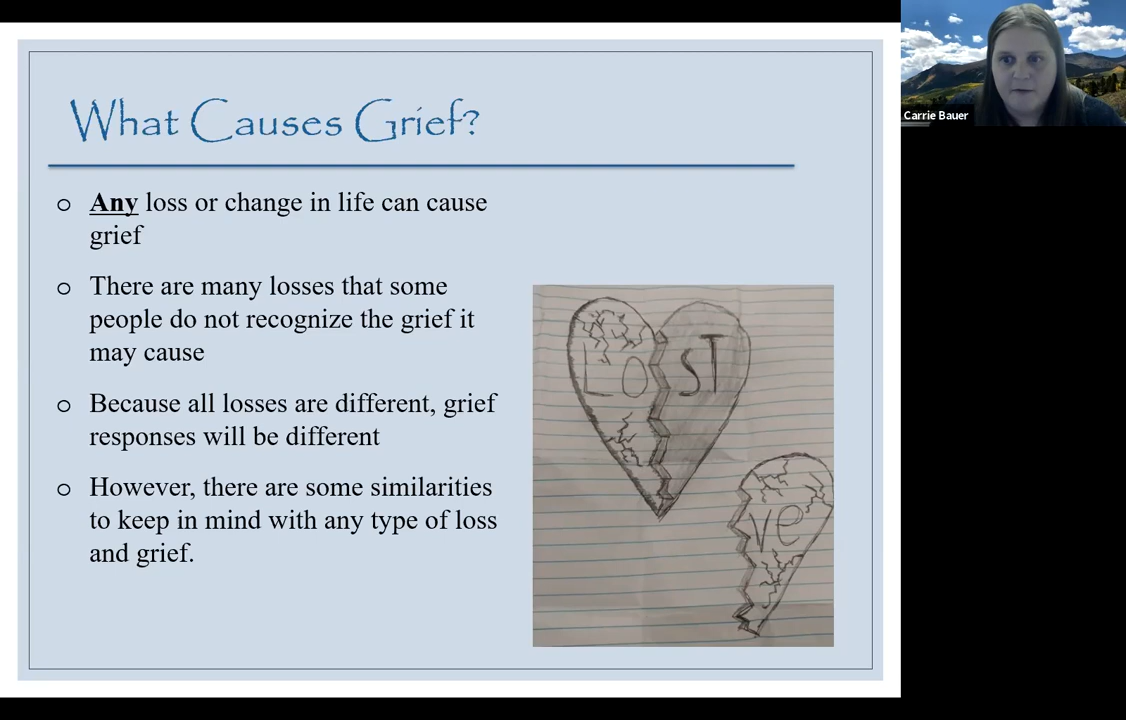 What Causes Grief?
Any loss or change in life can cause
grief
There are many losses that some
people do not recognize the grief it
may cause
Because all losses are different, grief
responses will be different
However, there are some similarities
to keep in mind with any type of loss
and grief.
LOST
ve
Carrie Bauer